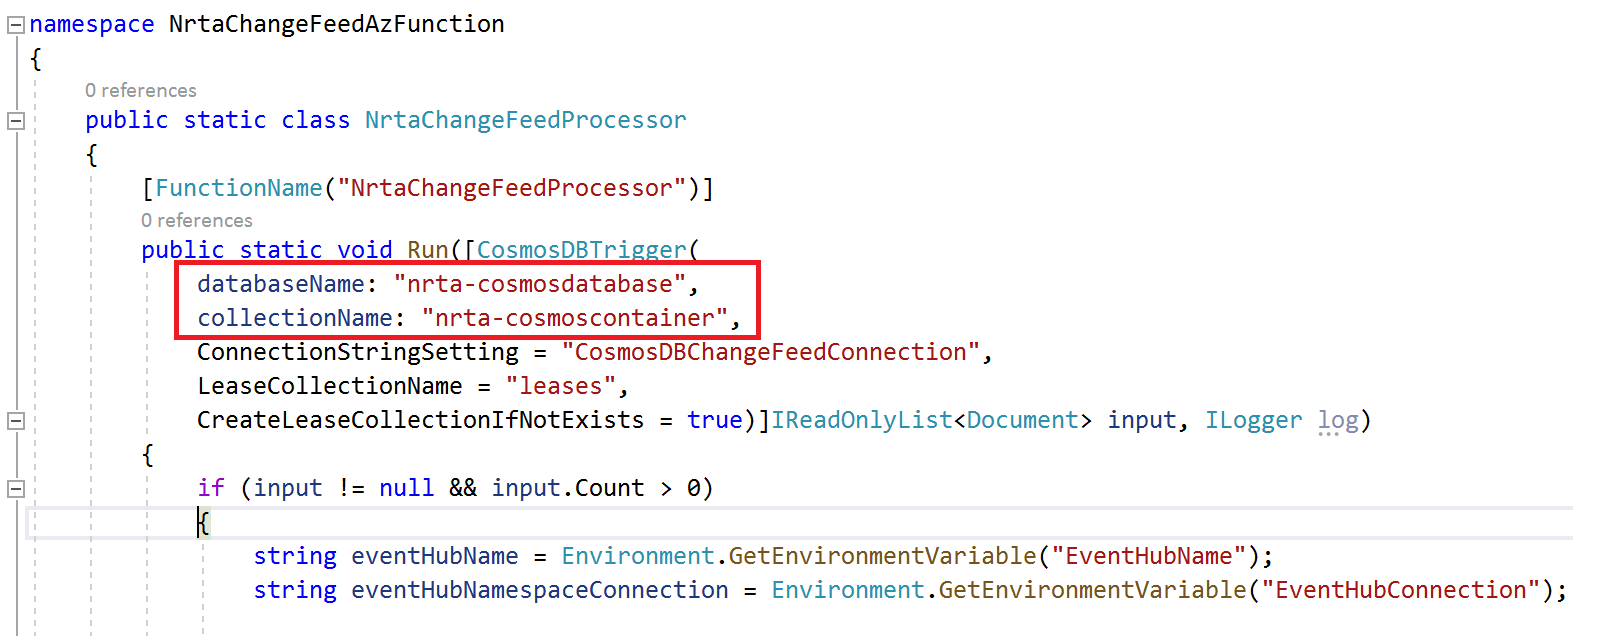 namespace NrtaChangeFeedAzFunction
{
0 references
public static class NrtaChangeFeedProcessor
{
[FunctionName("NrtaChangeFeedProcessor")]
0 references
public static void Run([CosmosDBTrigger(
databaseName: "nrta-cosmosdatabase",
collectionName: "nrta-cosmoscontainer",
ConnectionStringSetting = "CosmosDBChangeFeedConnection",
LeaseCollectionName = "leases",
CreateLeaseCollectionIfNotExists = true)]IReadOnlyList<Document> input, ILogger log)
{
if (input != null && input.Count > 0)
{
string eventHubName = Environment.GetEnvironmentVariable("EventHubName");
string eventHubNamespaceConnection = Environment.GetEnvironmentVariable("EventHubConnection");